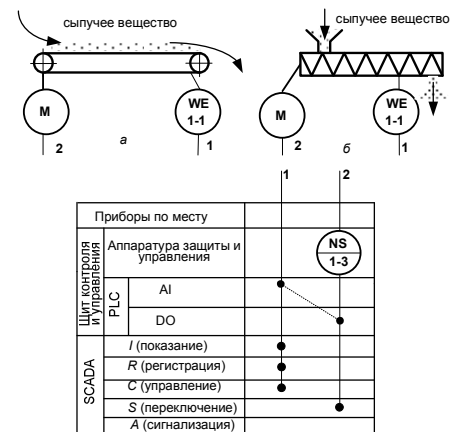 сыпучее вещество
сыпучее вещество
M
WE
1-1
2
а
1
M
WE
1-1
2
б
1
1
2
Приборы по месту
Щит контроля
и управления
Аппаратура защиты и
управления
NS
1-3
PLC
AI
DO
SCADA
I (показание)
R (регистрация)
C (управление)
S (переключение)
A (сигнализация)